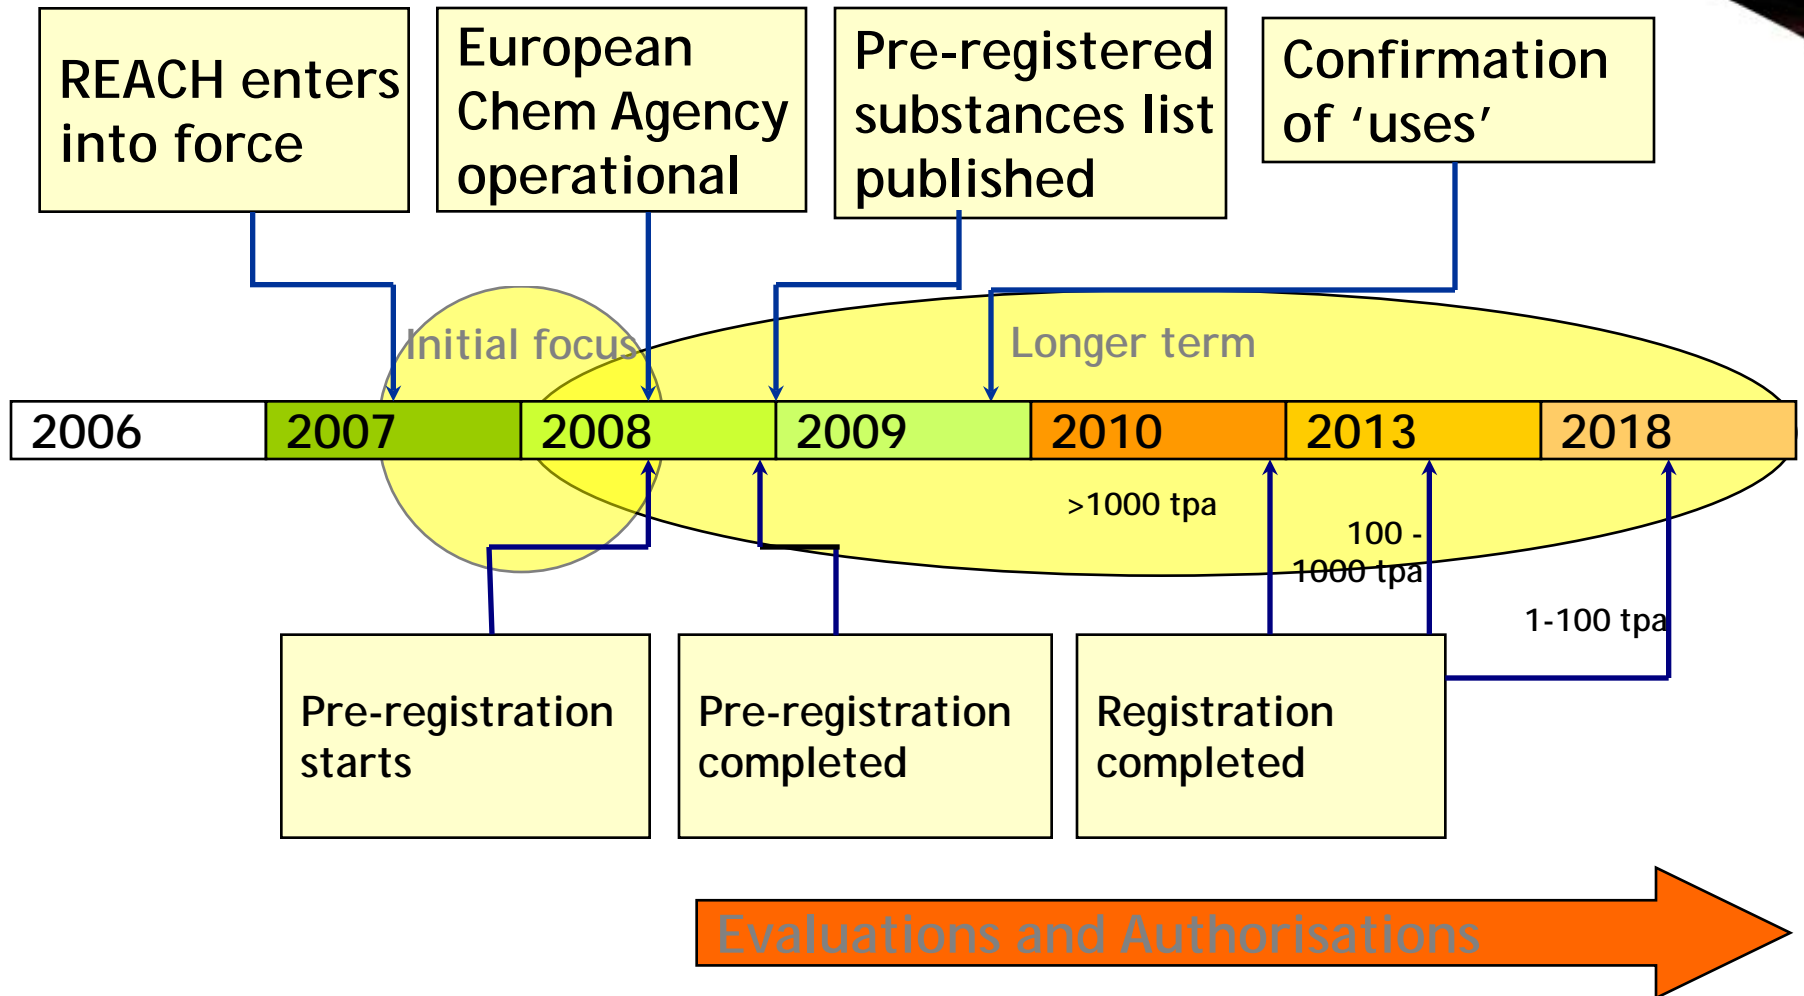 REACH enters
into force
European
Chem Agency
operational
Pre-registered
substances list
published
Confirmation
of ‘uses’
Initial focus
Longer term
2006
2007
2008
2009
2010
2013
2018
>1000 tpa
100 -
1000 tpa
1-100 tpa
Pre-registration
starts
Pre-registration
completed
Registration
completed
Evaluations and Authorisations